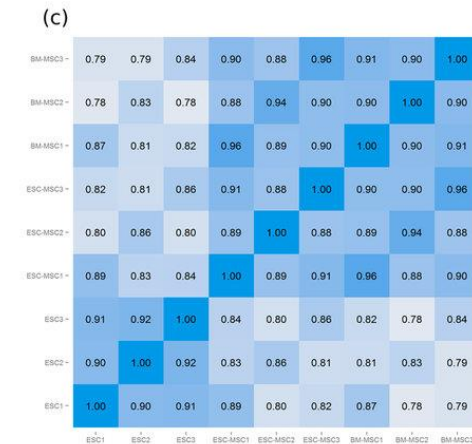 (c)
BM-MSC3 0.79 0.79 0.84 0.90 0.88 0.96 0.91 0.90 1.00
BM-MSC2 0.78 0.83 0.78 0.88 0.94 0.90 0.90 1.00 0.90
BM-MSC1 0.87 0.81 0.82 0.96 0.89 0.90 1.00 0.90 0.91
ESC-MSC3 0.82 0.81 0.86 0.91 0.88 1.00 0.90 0.90 0.96
ESC-MSC2 0.80 0.86 0.80 0.89 1.00 0.88 0.89 0.94 0.88
ESC-MSC1 0.89 0.83 0.84 1.00 0.89 0.91 0.96 0.88 0.90
ESC3 0.91 0.92 1.00 0.84 0.80 0.86 0.82 0.78 0.84
ESC2 0.90 1.00 0.92 0.83 0.86 0.81 0.81 0.83 0.79
ESC1 1.00 0.90 0.91 0.89 0.80 0.82 0.87 0.78 0.79
ESC1 ESC2 ESC3 ESC-MSC1 ESC-MSC2 ESC-MSC3 BM-MSC1 BM-MSC2 BM-MSC3